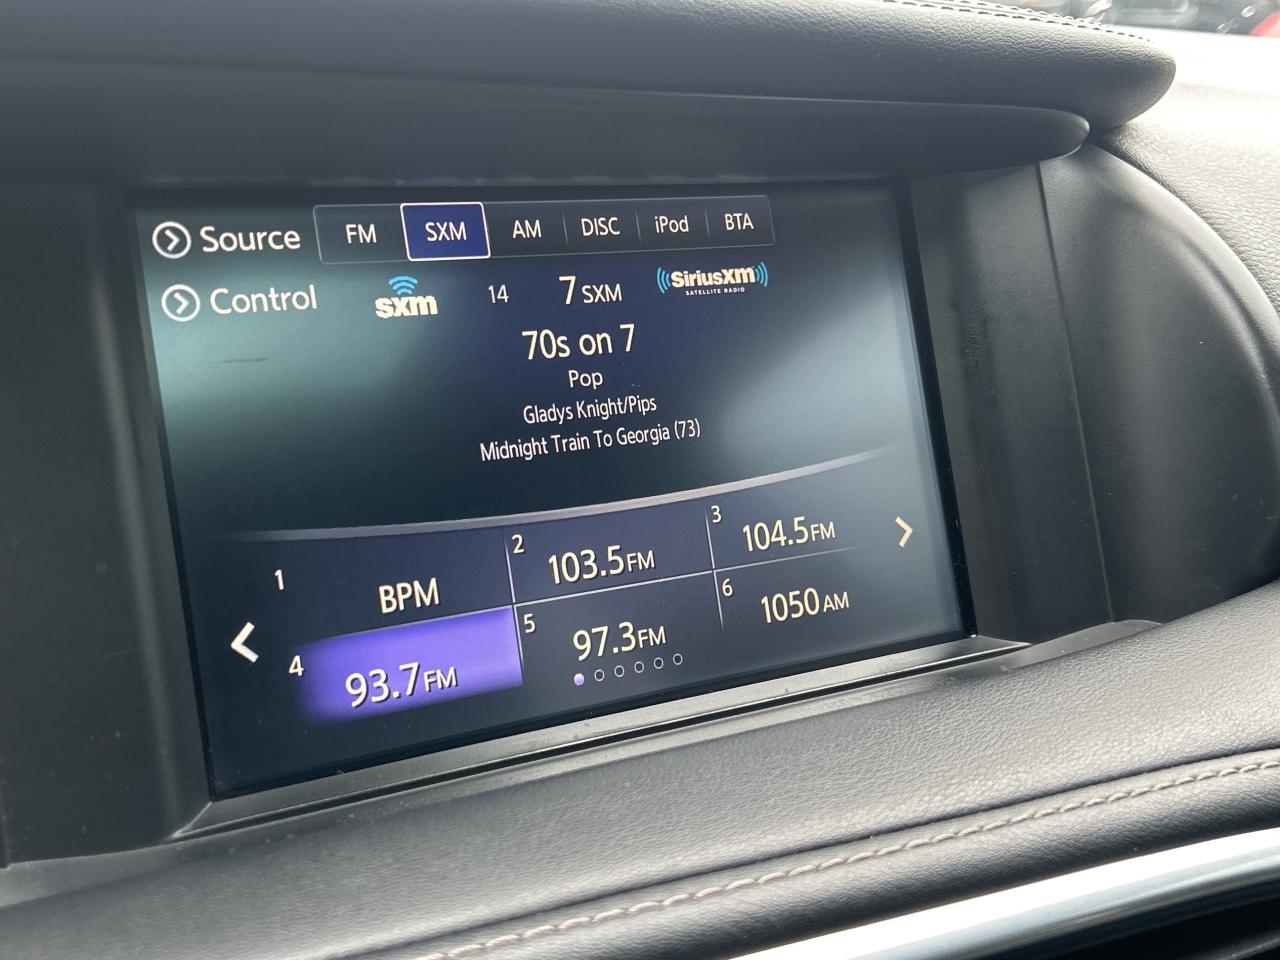 Source FM SXM AM DISC iPod BTA
Control sxm 14 7 SXM SiriusXM
SATELLITE RADIO
70s on 7
Pop
Gladys Knight/Pips
Midnight Train To Georgia (73)
1 BPM 2 103.5FM 3 104.5FM
4 93.7FM 5 97.3FM 6 1050AM